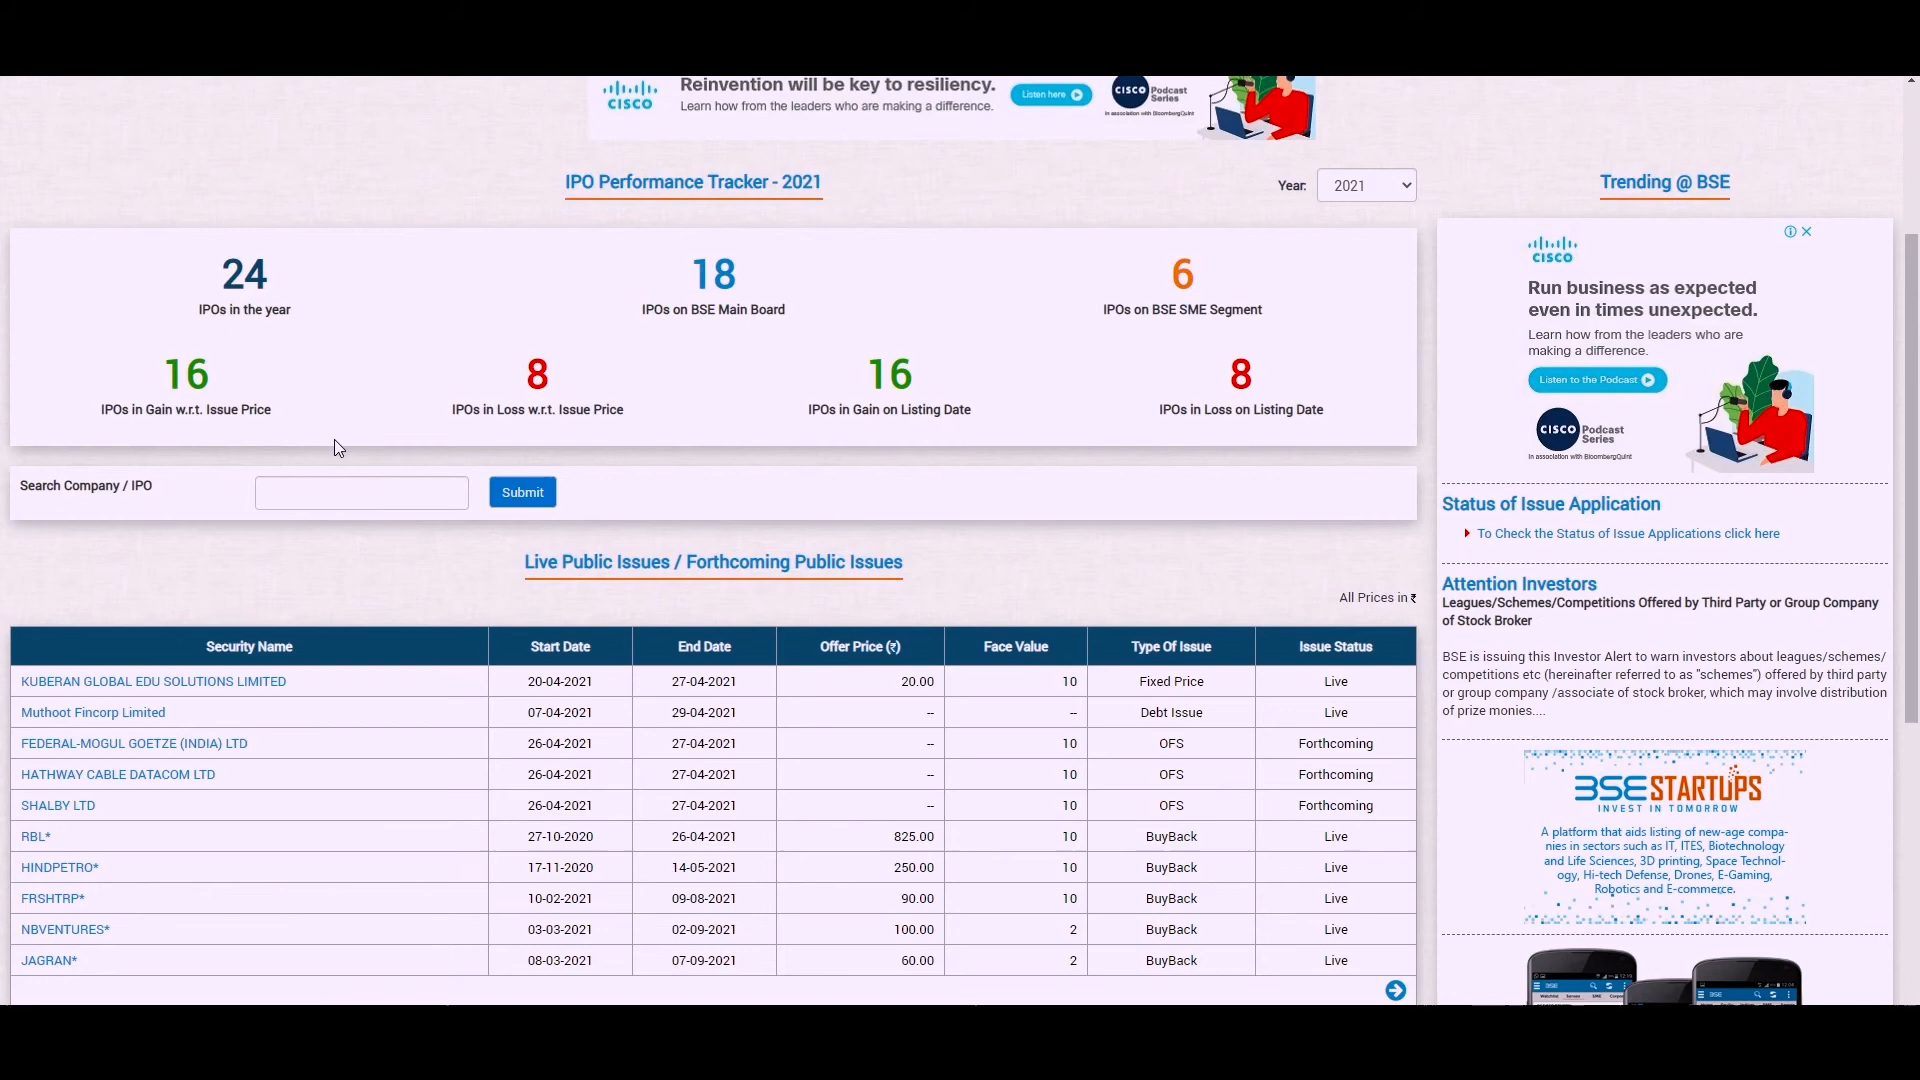 Reinvention will be key to resiliency.
CISCO
Learn how from the leaders who are making a difference.
Listen here
CISCO Podcast Series
In association with BloombergQuint
IPO Performance Tracker - 2021
Year: 2021
Trending @ BSE
24
IPOs in the year
18
IPOs on BSE Main Board
6
IPOs on BSE SME Segment
16
IPOs in Gain w.r.t. Issue Price
8
IPOs in Loss w.r.t. Issue Price
16
IPOs in Gain on Listing Date
8
IPOs in Loss on Listing Date
Search Company / IPO
Submit
Live Public Issues / Forthcoming Public Issues
All Prices in ₹
Security Name Start Date End Date Offer Price (₹) Face Value Type Of Issue Issue Status
KUBERAN GLOBAL EDU SOLUTIONS LIMITED 20-04-2021 27-04-2021 20.00 10 Fixed Price Live
Muthoot Fincorp Limited 07-04-2021 29-04-2021 -- -- Debt Issue Live
FEDERAL-MOGUL GOETZE (INDIA) LTD 26-04-2021 27-04-2021 -- 10 OFS Forthcoming
HATHWAY CABLE DATACOM LTD 26-04-2021 27-04-2021 -- 10 OFS Forthcoming
SHALBY LTD 26-04-2021 27-04-2021 -- 10 OFS Forthcoming
RBL* 27-10-2020 26-04-2021 825.00 10 BuyBack Live
HINDPETRO* 17-11-2020 14-05-2021 250.00 10 BuyBack Live
FRSHTRP* 10-02-2021 09-08-2021 90.00 10 BuyBack Live
NBVENTURES* 03-03-2021 02-09-2021 100.00 2 BuyBack Live
JAGRAN* 08-03-2021 07-09-2021 60.00 2 BuyBack Live
CISCO
Run business as expected
even in times unexpected.
Learn how from the leaders who are
making a difference.
Listen to the Podcast
CISCO Podcast Series
In association with BloombergQuint
Status of Issue Application
To Check the Status of Issue Applications click here
Attention Investors
Leagues/Schemes/Competitions Offered by Third Party or Group Company
of Stock Broker
BSE is issuing this Investor Alert to warn investors about leagues/schemes/
competitions etc (hereinafter referred to as "schemes") offered by third party
or group company /associate of stock broker, which may involve distribution
of prize monies....
BSE STARTUPS
INVEST IN TOMORROW
A platform that aids listing of new-age compa-
nies in sectors such as IT, ITES, Biotechnology
and Life Sciences, 3D printing, Space Technol-
ogy, Hi-tech Defense, Drones, E-Gaming,
Robotics and E-commerce.